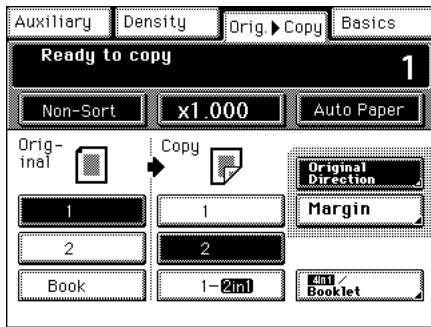 Auxiliary Density Orig.▶Copy Basics
Ready to copy
1
Non-Sort x1.000 Auto Paper
Orig-
inal
Copy
Original
Direction
1 1 Margin
2 2
Book 1-2in1 4in1/
Booklet